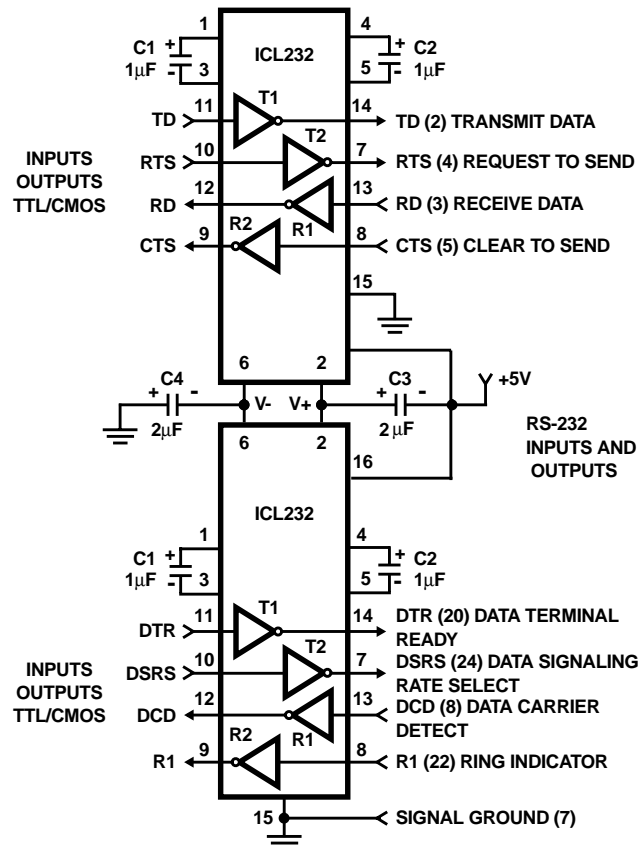 1
4
C1 + 
ICL232
+ C2
1μF -
- 1μF
3
5
11 T1 14
TD
TD (2) TRANSMIT DATA
10 T2 7
INPUTS
OUTPUTS
TTL/CMOS
RTS
RTS (4) REQUEST TO SEND
12 13
RD
RD (3) RECEIVE DATA
9 R2 R1 8
CTS
CTS (5) CLEAR TO SEND
15
6 2
C4
+ -
2μF
V- V+
C3
+ -
2μF
+5V
6 2
16
RS-232
INPUTS AND
OUTPUTS
ICL232
1
4
C1 +
+ C2
1μF -
- 1μF
3
5
11 T1 14
DTR
DTR (20) DATA TERMINAL
READY
10 T2 7
INPUTS
OUTPUTS
TTL/CMOS
DSRS
DSRS (24) DATA SIGNALING
RATE SELECT
12 13
DCD
DCD (8) DATA CARRIER
DETECT
9 R2 R1 8
R1
R1 (22) RING INDICATOR
15
SIGNAL GROUND (7)